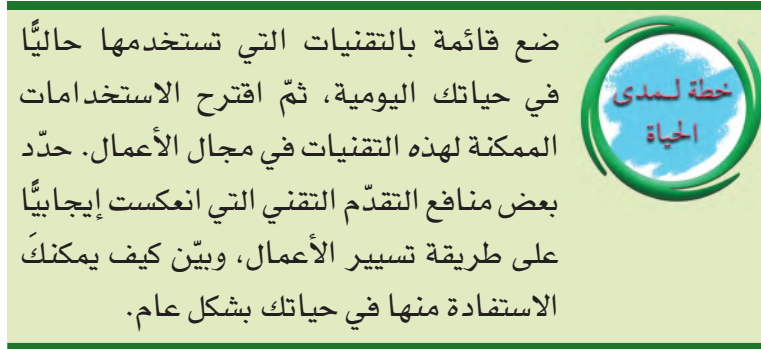 خطة لـمدى
الحياة
ضع قائمة بالتقنيات التي تستخدمها حاليًّا
في حياتك اليومية، ثمّ اقترح الاستخدامات
الممكنة لهذه التقنيات في مجال الأعمال. حدّد
بعض منافع التقدّم التقني التي انعكست إيجابيًّا
على طريقة تسيير الأعمال، وبيّن كيف يمكنكَ
الاستفادة منها في حياتك بشكل عام.